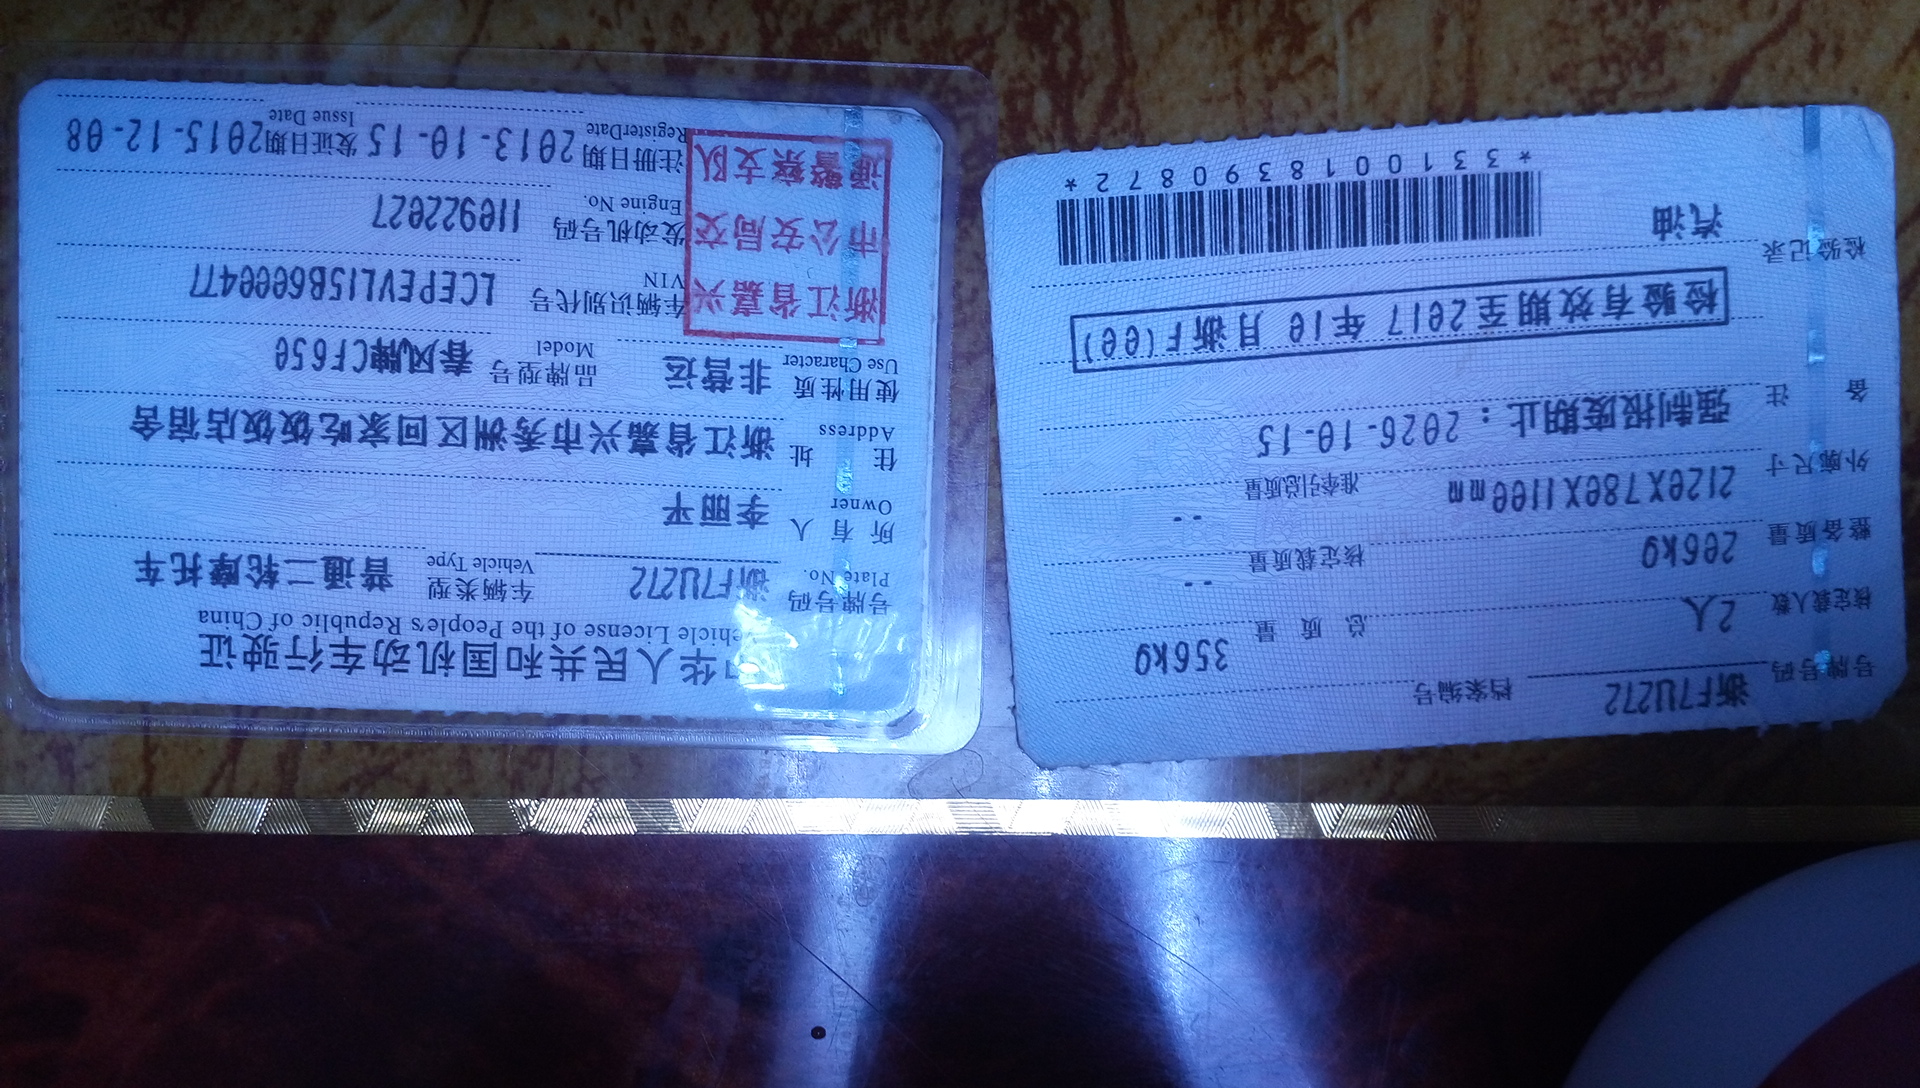 中华人民共和国机动车行驶证
Vehicle License of the People's Republic of China
号牌号码 浙F7U272 车辆类型 普通二轮摩托车
Plate No. Vehicle Type
所有人 李丽平
Owner
住址 浙江省嘉兴市秀洲区回家吃饭饭店宿舍
Address
使用性质 非营运 品牌型号 春风牌CF650
Use Character Model
浙江省嘉兴
市公安局交
通警察支队
车辆识别代号 LCEPEVL15B6000477
VIN
发动机号码 110922027
Engine No.
注册日期 2013-10-15 发证日期 2015-12-08
RegisterDate Issue Date
号牌号码 浙F7U272 档案编号
核定载人数 2人 总质量 356kg
整备质量 206kg 核定载质量 --
外廓尺寸 2120X780X1100mm 准牵引总质量 --
备注 强制报废期止:2026-10-15
检验有效期至2017年10月浙F(00)
检验记录
汽油
*3310018390872*